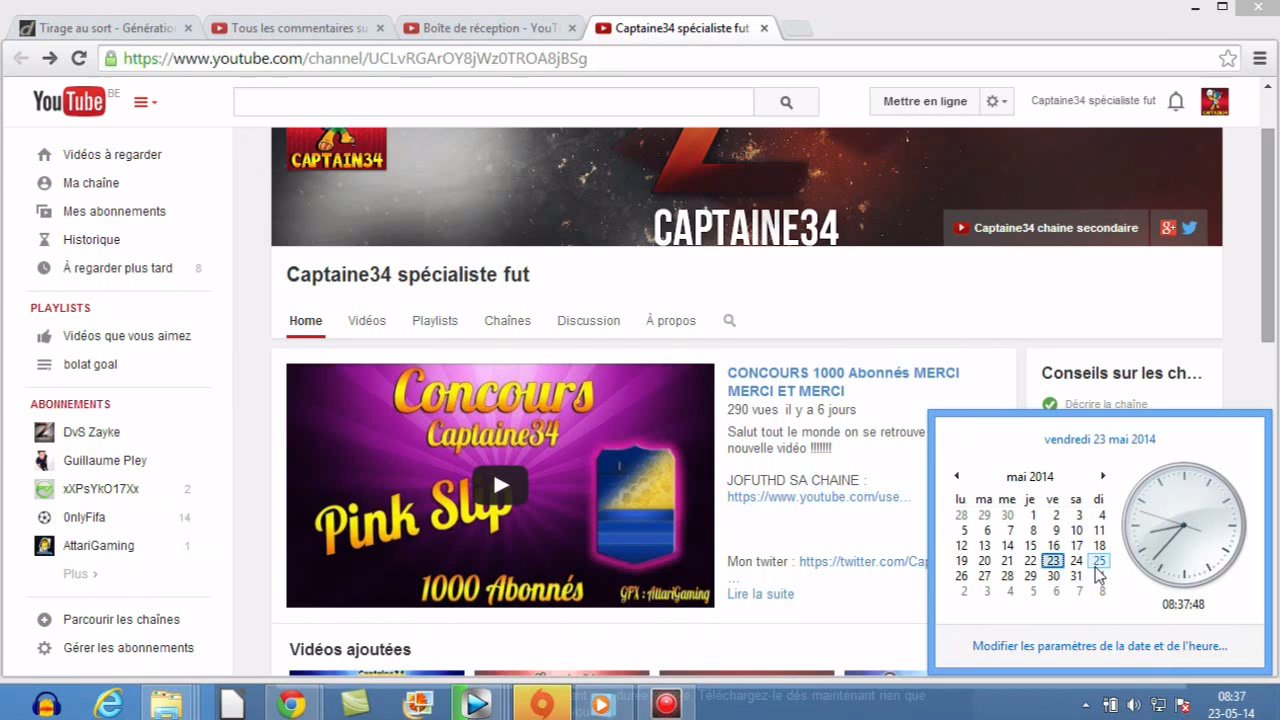 Tirage au sort - Génération
Tous les commentaires su
Boîte de réception - YouT
Captaine34 spécialiste fut
https://www.youtube.com/channel/UCLvRGArOY8jWz0TROA8jBSg
YouTube BE
Mettre en ligne
Captaine34 spécialiste fut
CAPTAIN34
Vidéos à regarder
Ma chaîne
Mes abonnements
Historique
À regarder plus tard 8
PLAYLISTS
Vidéos que vous aimez
bolat goal
ABONNEMENTS
DvS Zayke
Guillaume Pley
xXPsYkO17Xx 2
0nlyFifa 14
AttariGaming 1
Plus ›
Parcourir les chaînes
Gérer les abonnements
CAPTAIN34
CAPTAINE34
Captaine34 chaine secondaire
Captaine34 spécialiste fut
Home Vidéos Playlists Chaînes Discussion À propos
Concours
Captaine34
Pink Slip
1000 Abonnés
GFX : AttariGaming
CONCOURS 1000 Abonnés MERCI
MERCI ET MERCI
290 vues il y a 6 jours
Salut tout le monde on se retrouve
nouvelle vidéo !!!!!!!
JOFUTHD SA CHAINE :
https://www.youtube.com/use...
Mon twiter : https://twitter.com/Cap
...
Lire la suite
Vidéos ajoutées
Conseils sur les ch...
Décrire la chaîne
vendredi 23 mai 2014
mai 2014
lu ma me je ve sa di
28 29 30 1 2 3 4
5 6 7 8 9 10 11
12 13 14 15 16 17 18
19 20 21 22 23 24 25
26 27 28 29 30 31 1
2 3 4 5 6 7 8
08:37:48
Modifier les paramètres de la date et de l'heure...
Téléchargez-le dès maintenant rien que
08:37
23-05-14